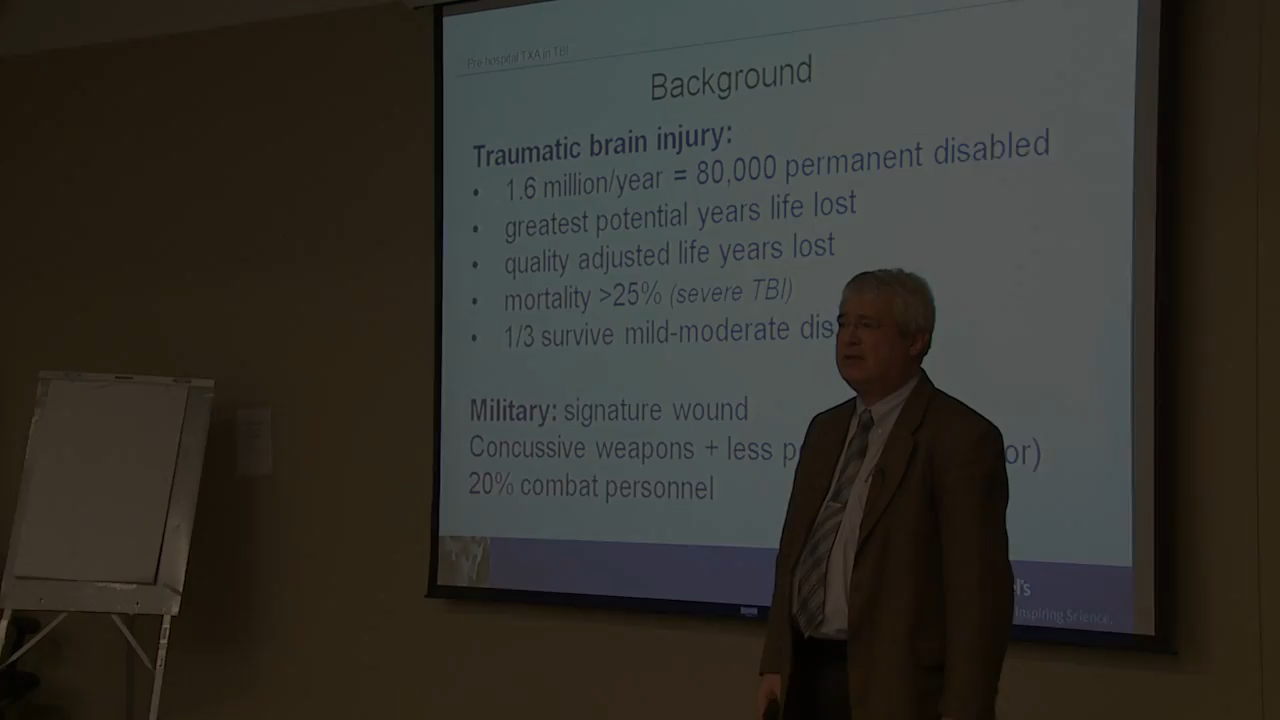 Pre-hospital TXA in TBI
Background
Traumatic brain injury:
• 1.6 million/year = 80,000 permanent disabled
• greatest potential years life lost
• quality adjusted life years lost
• mortality >25% (severe TBI)
• 1/3 survive mild-moderate dis
Military: signature wound
Concussive weapons + less p or)
20% combat personnel
el's
Inspiring Science.